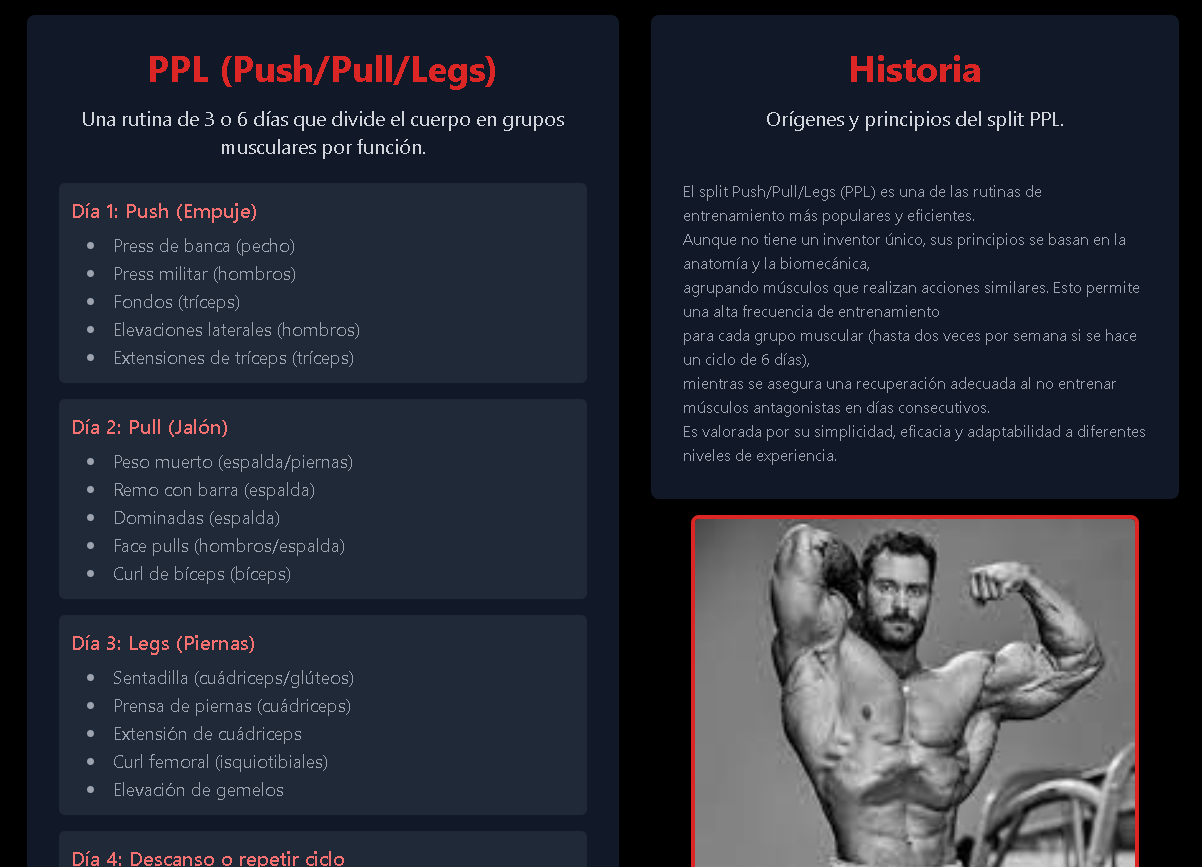 PPL (Push/Pull/Legs)
Una rutina de 3 o 6 días que divide el cuerpo en grupos
musculares por función.
Día 1: Push (Empuje)
Press de banca (pecho)
Press militar (hombros)
Fondos (tríceps)
Elevaciones laterales (hombros)
Extensiones de tríceps (tríceps)
Día 2: Pull (Jalón)
Peso muerto (espalda/piernas)
Remo con barra (espalda)
Dominadas (espalda)
Face pulls (hombros/espalda)
Curl de bíceps (bíceps)
Día 3: Legs (Piernas)
Sentadilla (cuádriceps/glúteos)
Prensa de piernas (cuádriceps)
Extensión de cuádriceps
Curl femoral (isquiotibiales)
Elevación de gemelos
Día 4: Descanso o repetir ciclo
Historia
Orígenes y principios del split PPL.
El split Push/Pull/Legs (PPL) es una de las rutinas de
entrenamiento más populares y eficientes.
Aunque no tiene un inventor único, sus principios se basan en la
anatomía y la biomecánica,
agrupando músculos que realizan acciones similares. Esto permite
una alta frecuencia de entrenamiento
para cada grupo muscular (hasta dos veces por semana si se hace
un ciclo de 6 días),
mientras se asegura una recuperación adecuada al no entrenar
músculos antagonistas en días consecutivos.
Es valorada por su simplicidad, eficacia y adaptabilidad a diferentes
niveles de experiencia.